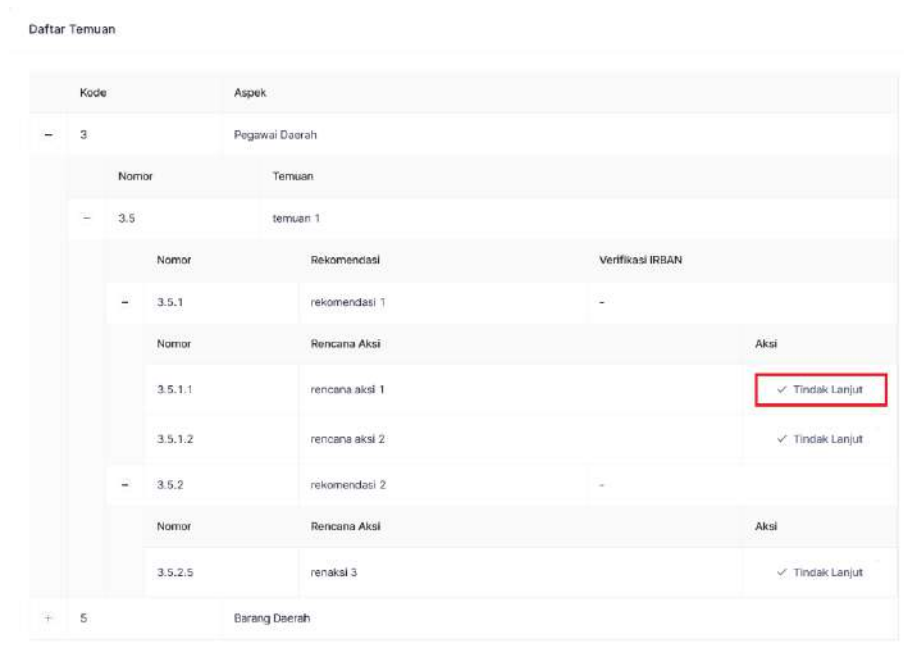 Daftar Temuan
Kode Aspek
− 3 Pegawai Daerah
Nomor Temuan
− 3.5 temuan 1
Nomor Rekomendasi Verifikasi IRBAN
− 3.5.1 rekomendasi 1 -
Nomor Rencana Aksi Aksi
3.5.1.1 rencana aksi 1 ✓ Tindak Lanjut
3.5.1.2 rencana aksi 2 ✓ Tindak Lanjut
− 3.5.2 rekomendasi 2 -
Nomor Rencana Aksi Aksi
3.5.2.5 renaksi 3 ✓ Tindak Lanjut
+ 5 Barang Daerah